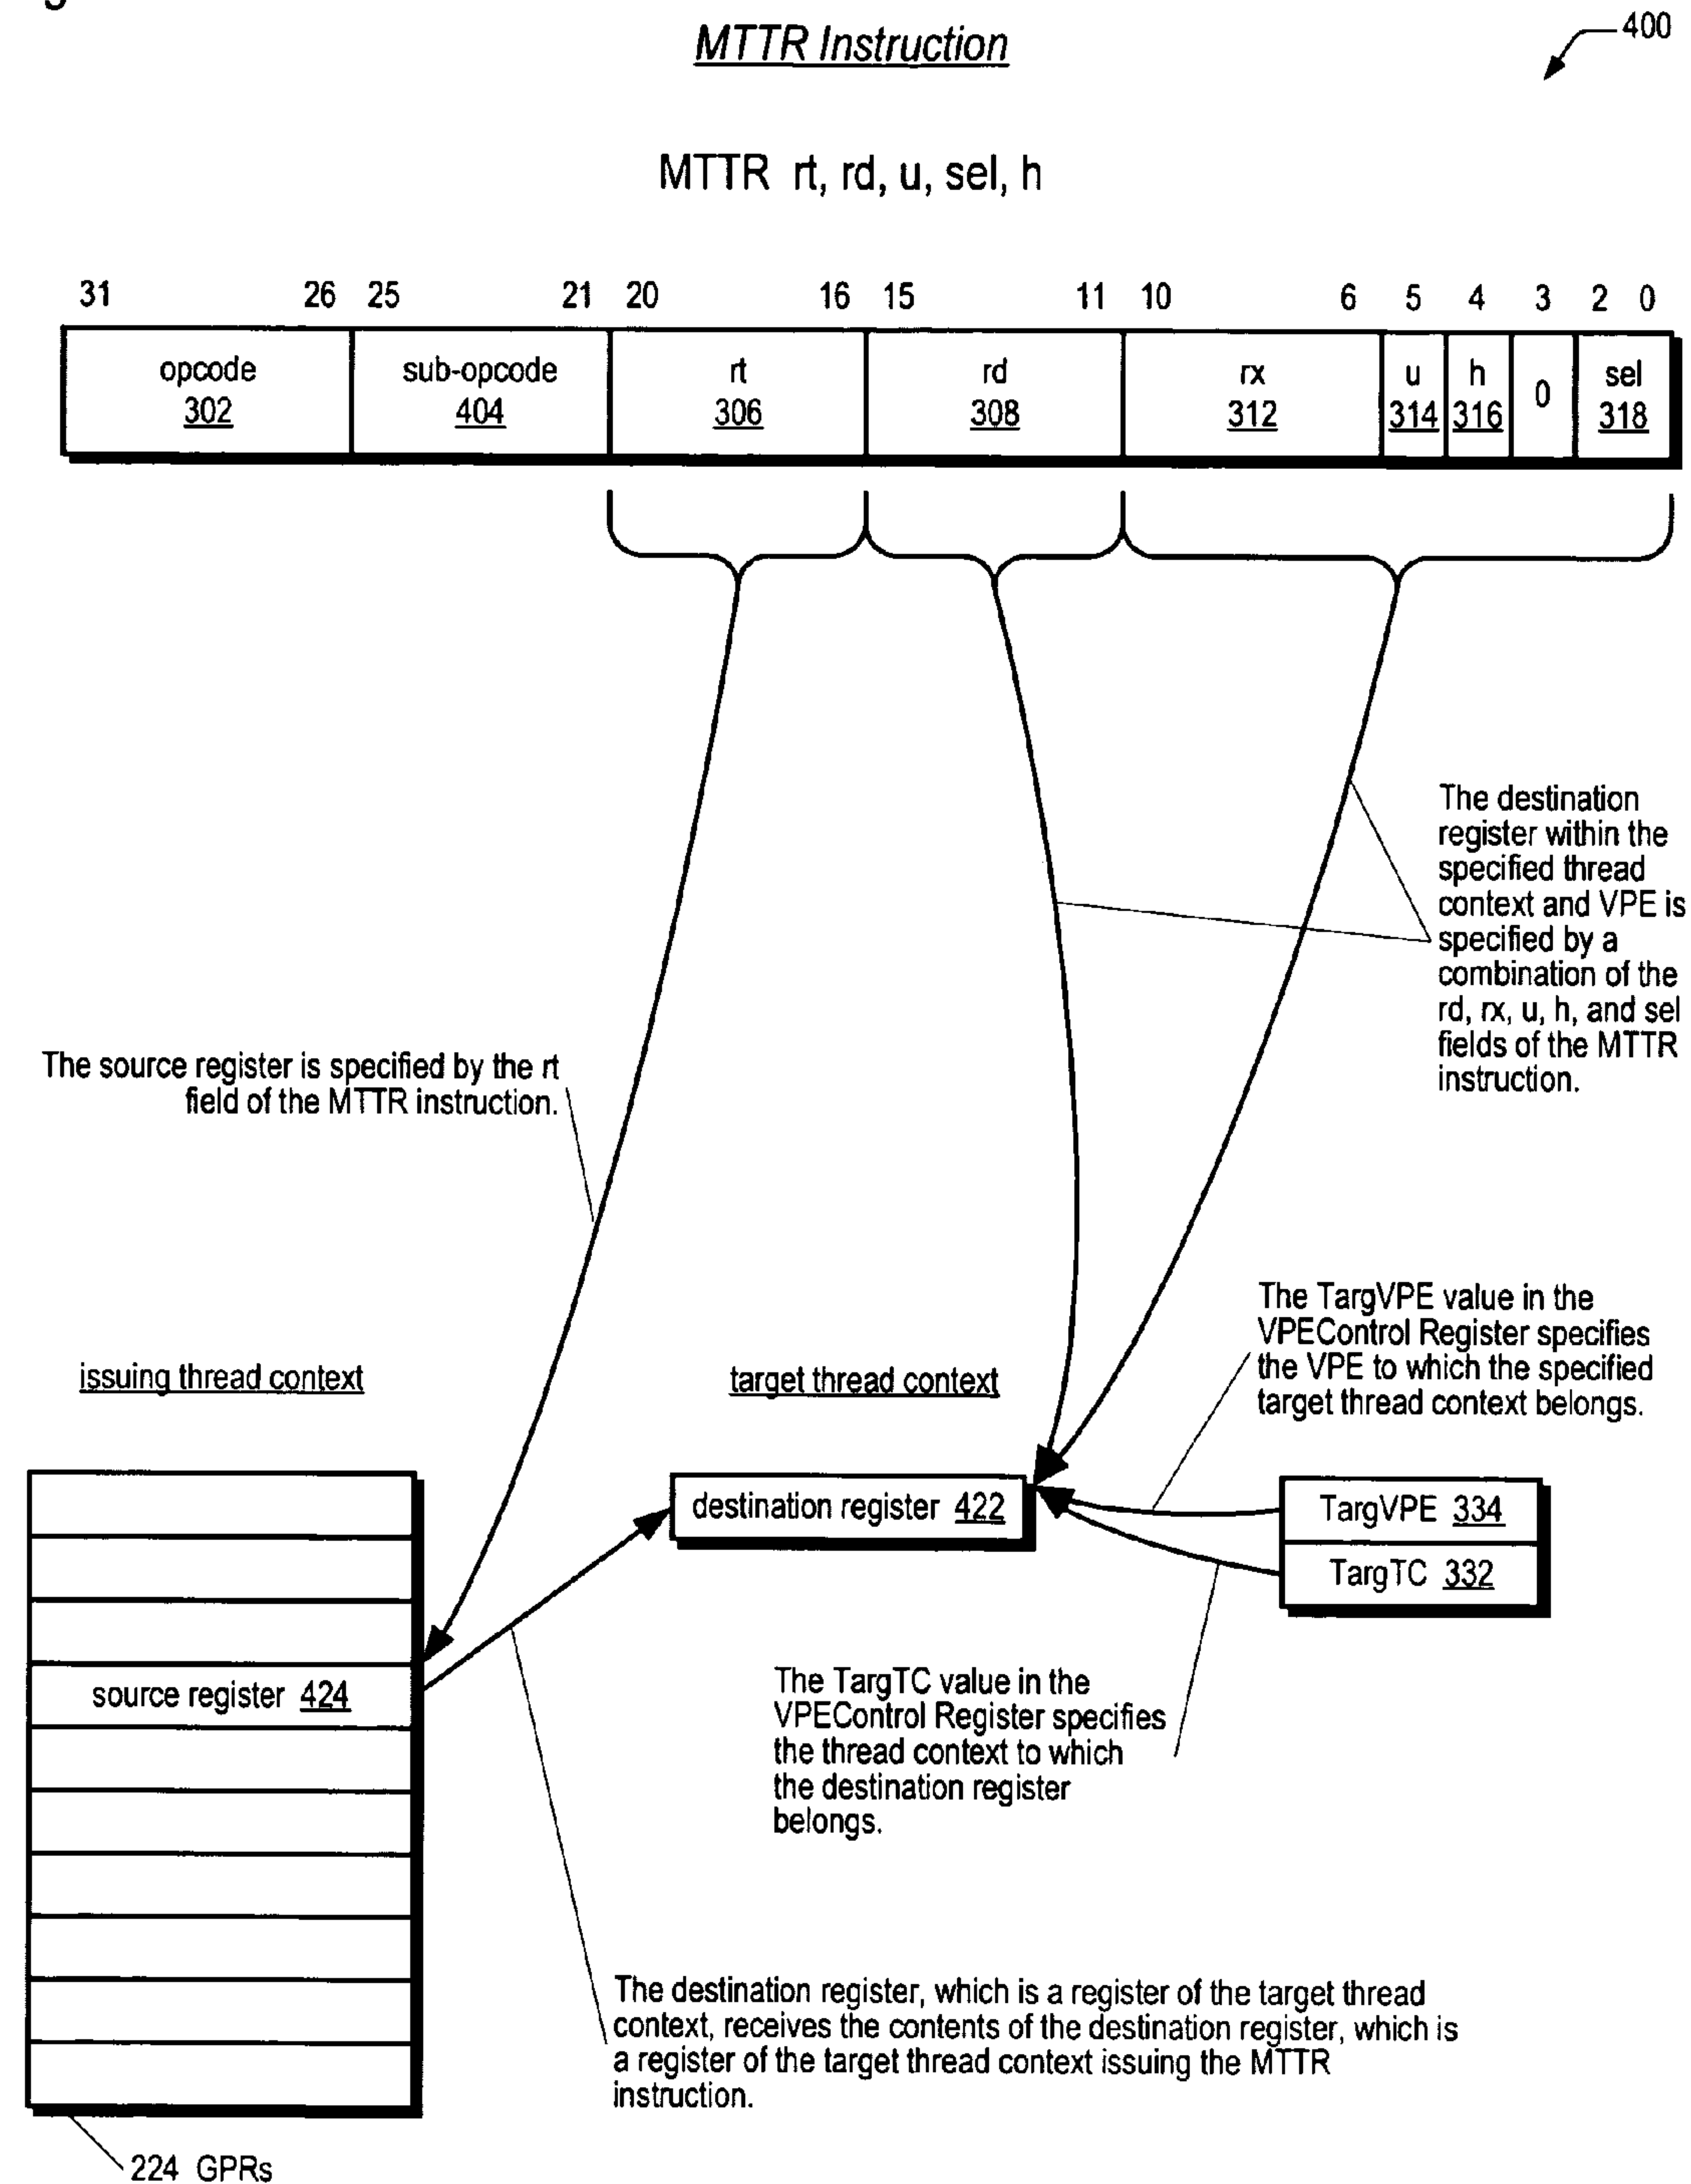 MTTR Instruction
400
MTTR rt, rd, u, sel, h
31 26 25 21 20 16 15 11 10 6 5 4 3 2 0
opcode sub-opcode rt rd rx u h 0 sel
302 404 306 308 312 314 316 318
The destination
register within the
specified thread
context and VPE is
specified by a
combination of the
rd, rx, u, h, and sel
fields of the MTTR
instruction.
The source register is specified by the rt
field of the MTTR instruction.
The TargVPE value in the
VPEControl Register specifies
the VPE to which the specified
target thread context belongs.
issuing thread context
target thread context
destination register 422
TargVPE 334
TargTC 332
source register 424
The TargTC value in the
VPEControl Register specifies
the thread context to which
the destination register
belongs.
The destination register, which is a register of the target thread
context, receives the contents of the destination register, which is
a register of the target thread context issuing the MTTR
instruction.
224 GPRs